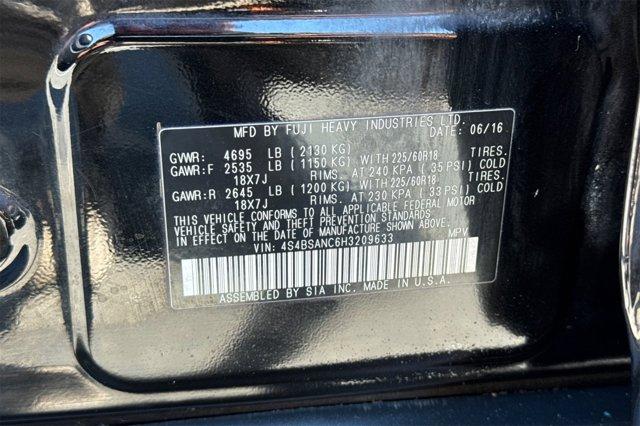 MFD BY FUJI HEAVY INDUSTRIES LTD.
DATE: 06/16
GVWR: 4695 LB ( 2130 KG)
GAWR:F 2535 LB ( 1150 KG) WITH 225/60R18 TIRES.
18X7J RIMS. AT 240 KPA ( 35 PSI) COLD
GAWR:R 2645 LB ( 1200 KG) WITH 225/60R18 TIRES.
18X7J RIMS. AT 230 KPA ( 33 PSI) COLD
THIS VEHICLE CONFORMS TO ALL APPLICABLE FEDERAL MOTOR
VEHICLE SAFETY AND THEFT PREVENTION STANDARDS
IN EFFECT ON THE DATE OF MANUFACTURE SHOWN ABOVE.
VIN: 4S4BSANC6H3209633 MPV
ASSEMBLED BY SIA INC. MADE IN U.S.A.